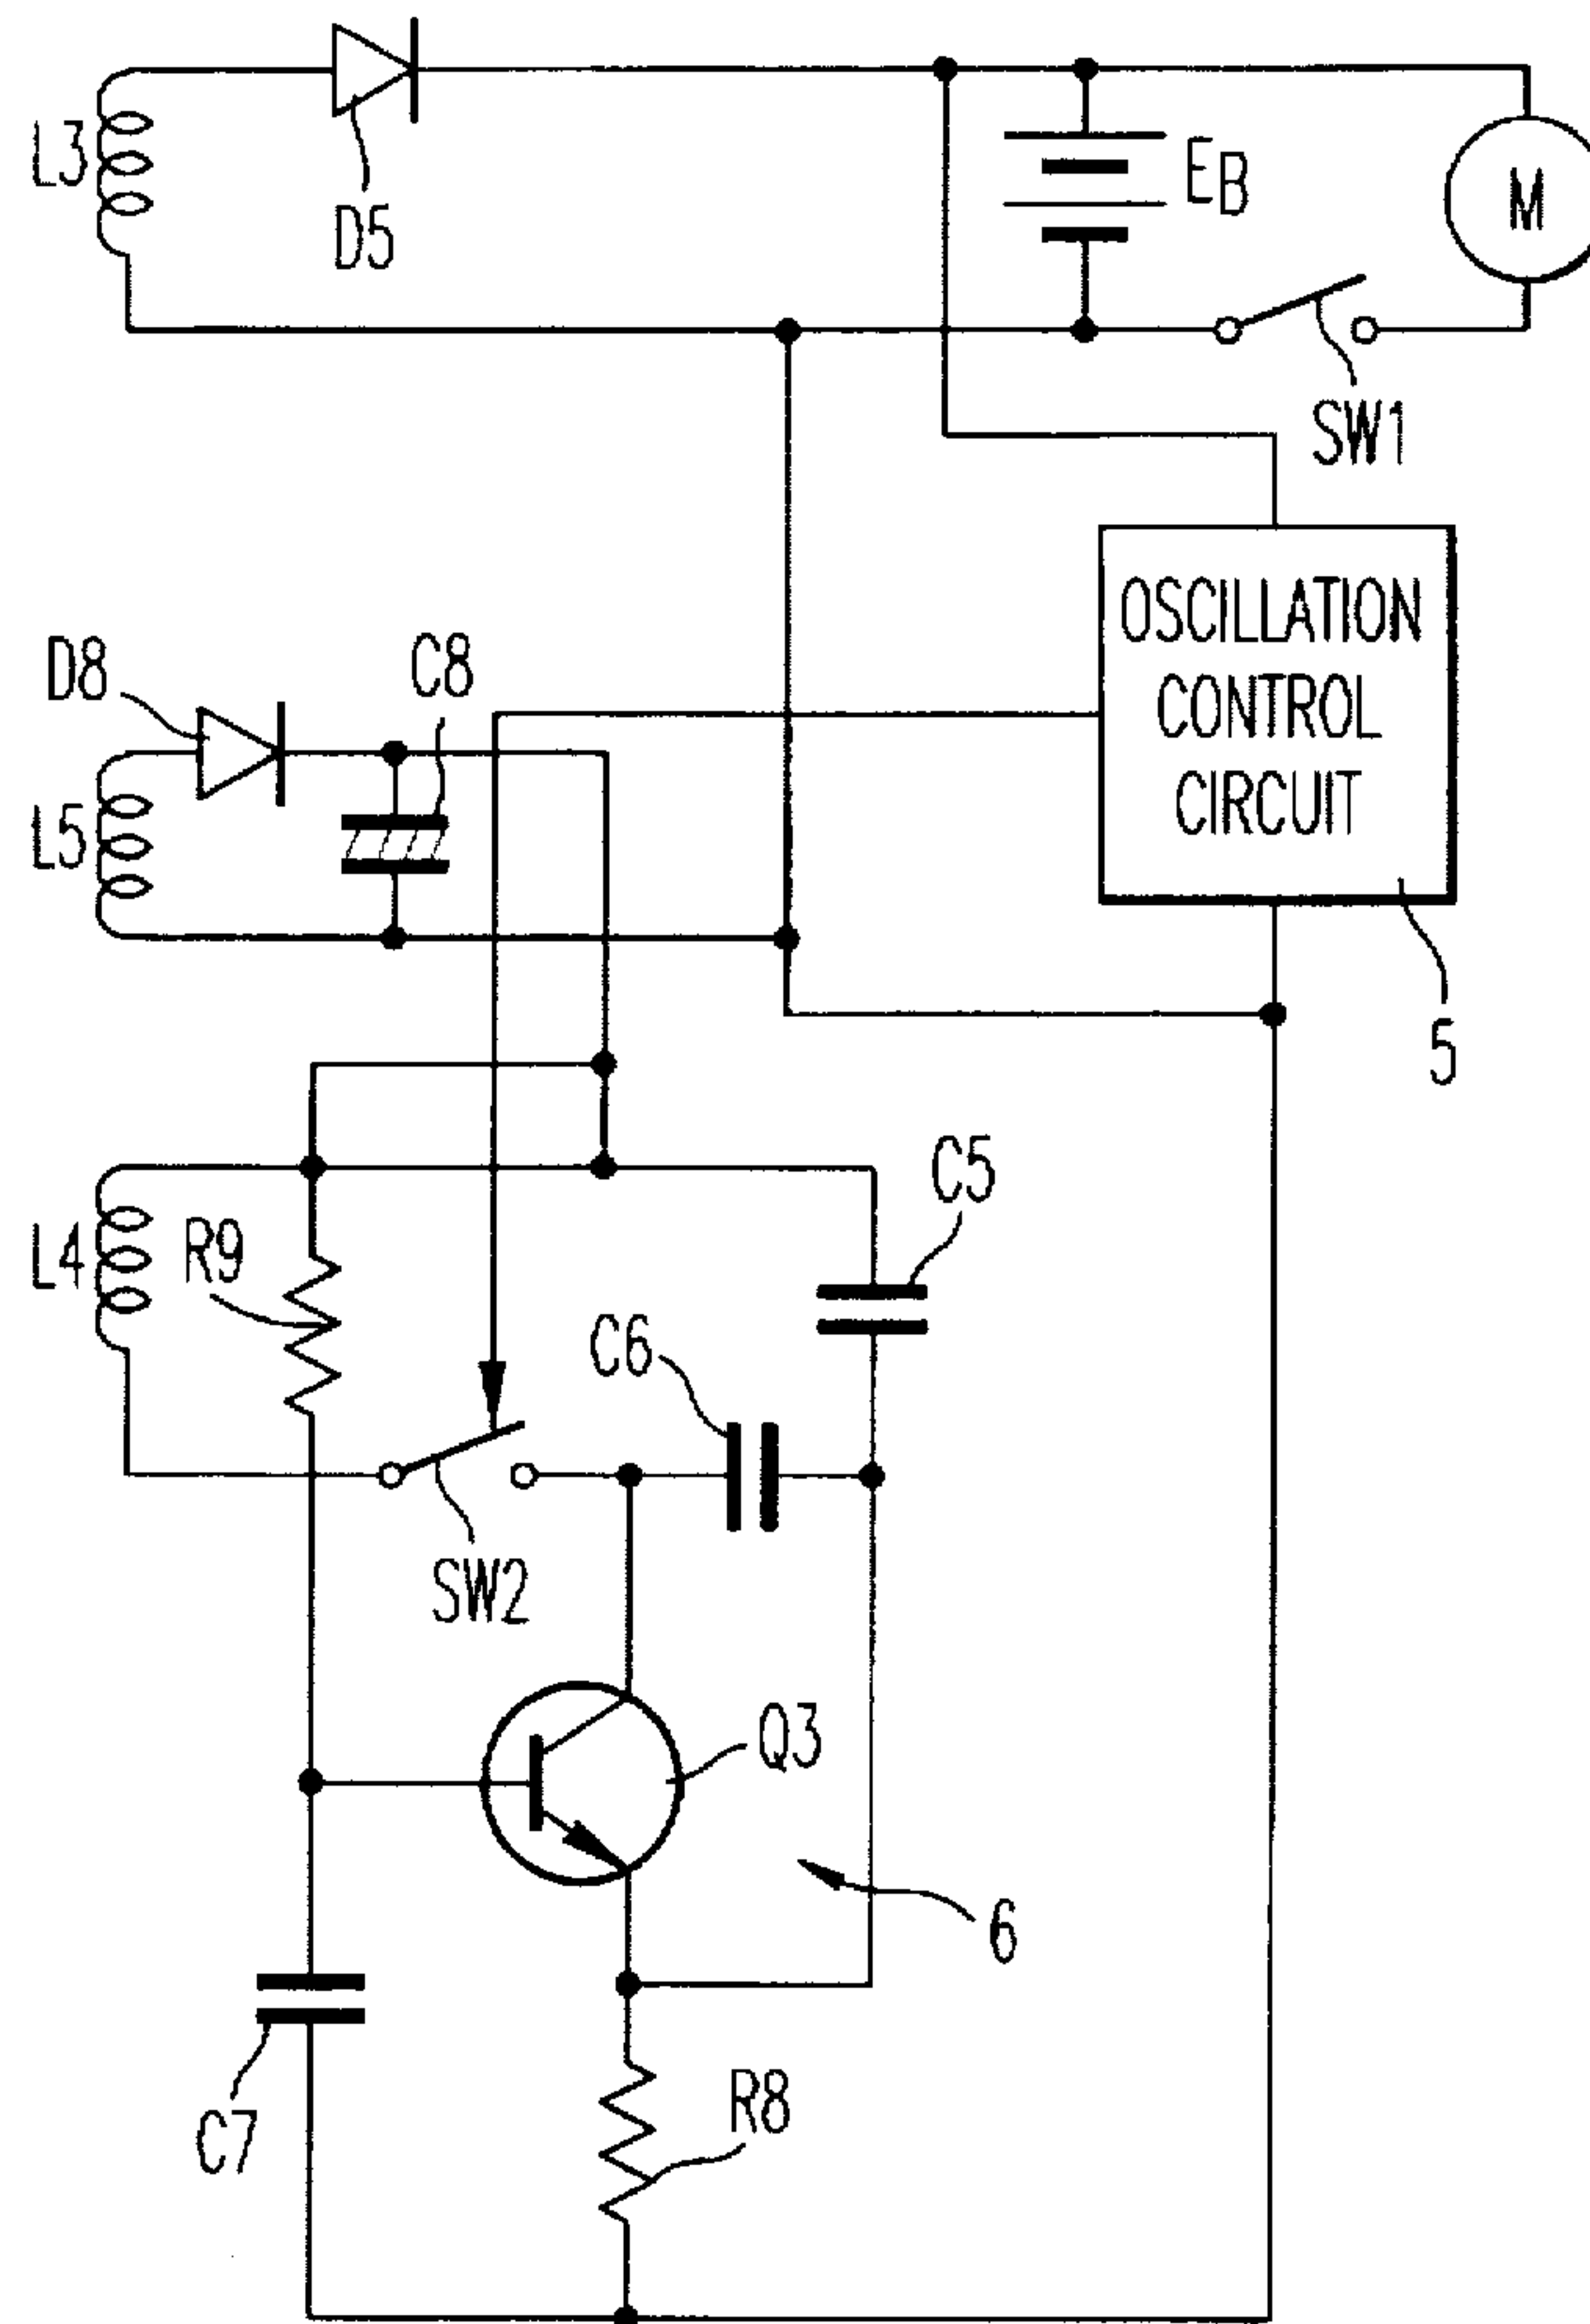 L3
D5
EB
M
SW1
OSCILLATION
CONTROL
CIRCUIT
5
D8
C8
L5
C5
L4
R9
C6
SW2
Q3
6
C7
R8